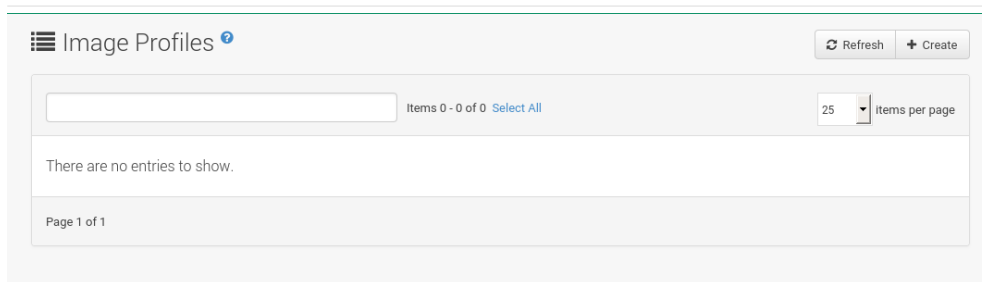 Image Profiles ?
Refresh + Create
Items 0 - 0 of 0 Select All
25 items per page
There are no entries to show.
Page 1 of 1